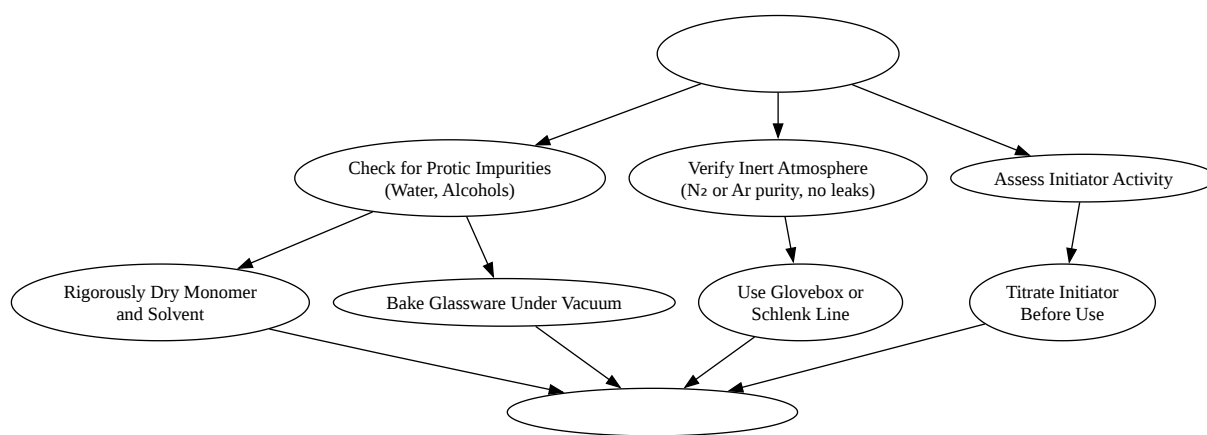 Check for Protic Impurities
(Water, Alcohols)
Verify Inert Atmosphere
(N₂ or Ar purity, no leaks)
Assess Initiator Activity
Rigorously Dry Monomer
and Solvent
Bake Glassware Under Vacuum
Use Glovebox or
Schlenk Line
Titrate Initiator
Before Use